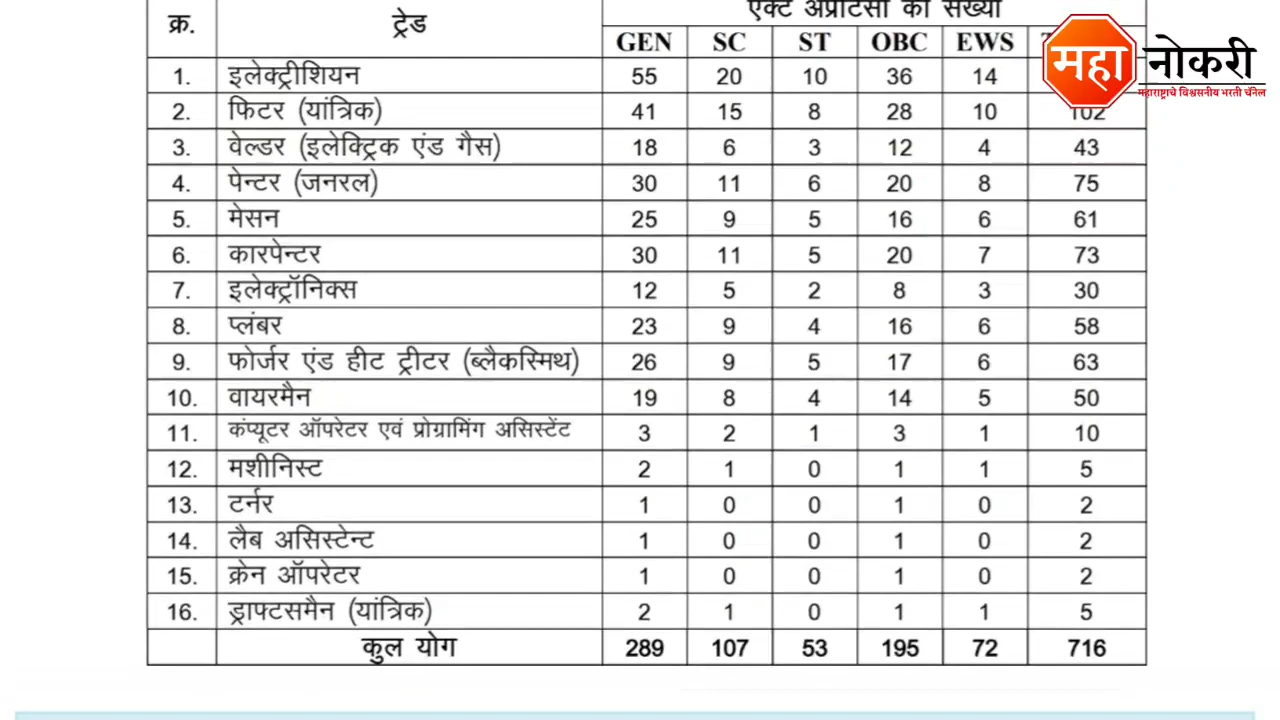 क्र. ट्रेड एक्ट अप्रेंटिसों की संख्या
GEN SC ST OBC EWS
महा नोकरी
महाराष्ट्राचे विश्वसनीय भरती चॅनेल
1. इलेक्ट्रीशियन 55 20 10 36 14
2. फिटर (यांत्रिक) 41 15 8 28 10 102
3. वेल्डर (इलेक्ट्रिक एंड गैस) 18 6 3 12 4 43
4. पेन्टर (जनरल) 30 11 6 20 8 75
5. मेसन 25 9 5 16 6 61
6. कारपेन्टर 30 11 5 20 7 73
7. इलेक्ट्रॉनिक्स 12 5 2 8 3 30
8. प्लंबर 23 9 4 16 6 58
9. फोर्जर एंड हीट ट्रीटर (ब्लैकस्मिथ) 26 9 5 17 6 63
10. वायरमैन 19 8 4 14 5 50
11. कंप्यूटर ऑपरेटर एवं प्रोग्रामिंग असिस्टेंट 3 2 1 3 1 10
12. मशीनिस्ट 2 1 0 1 1 5
13. टर्नर 1 0 0 1 0 2
14. लैब असिस्टेन्ट 1 0 0 1 0 2
15. क्रेन ऑपरेटर 1 0 0 1 0 2
16. ड्राफ्टसमैन (यांत्रिक) 2 1 0 1 1 5
कुल योग 289 107 53 195 72 716